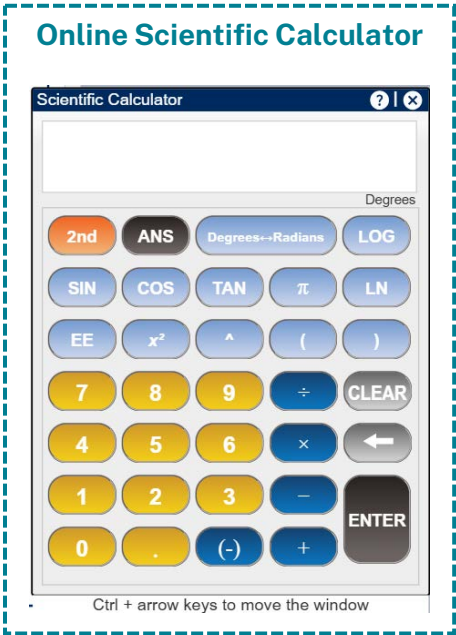 Online Scientific Calculator
Scientific Calculator ? | ×
Degrees
2nd ANS Degrees↔Radians LOG
SIN COS TAN π LN
EE x² ^ ( )
7 8 9 ÷ CLEAR
4 5 6 × ←
1 2 3 −
ENTER
0 . (-) +
Ctrl + arrow keys to move the window